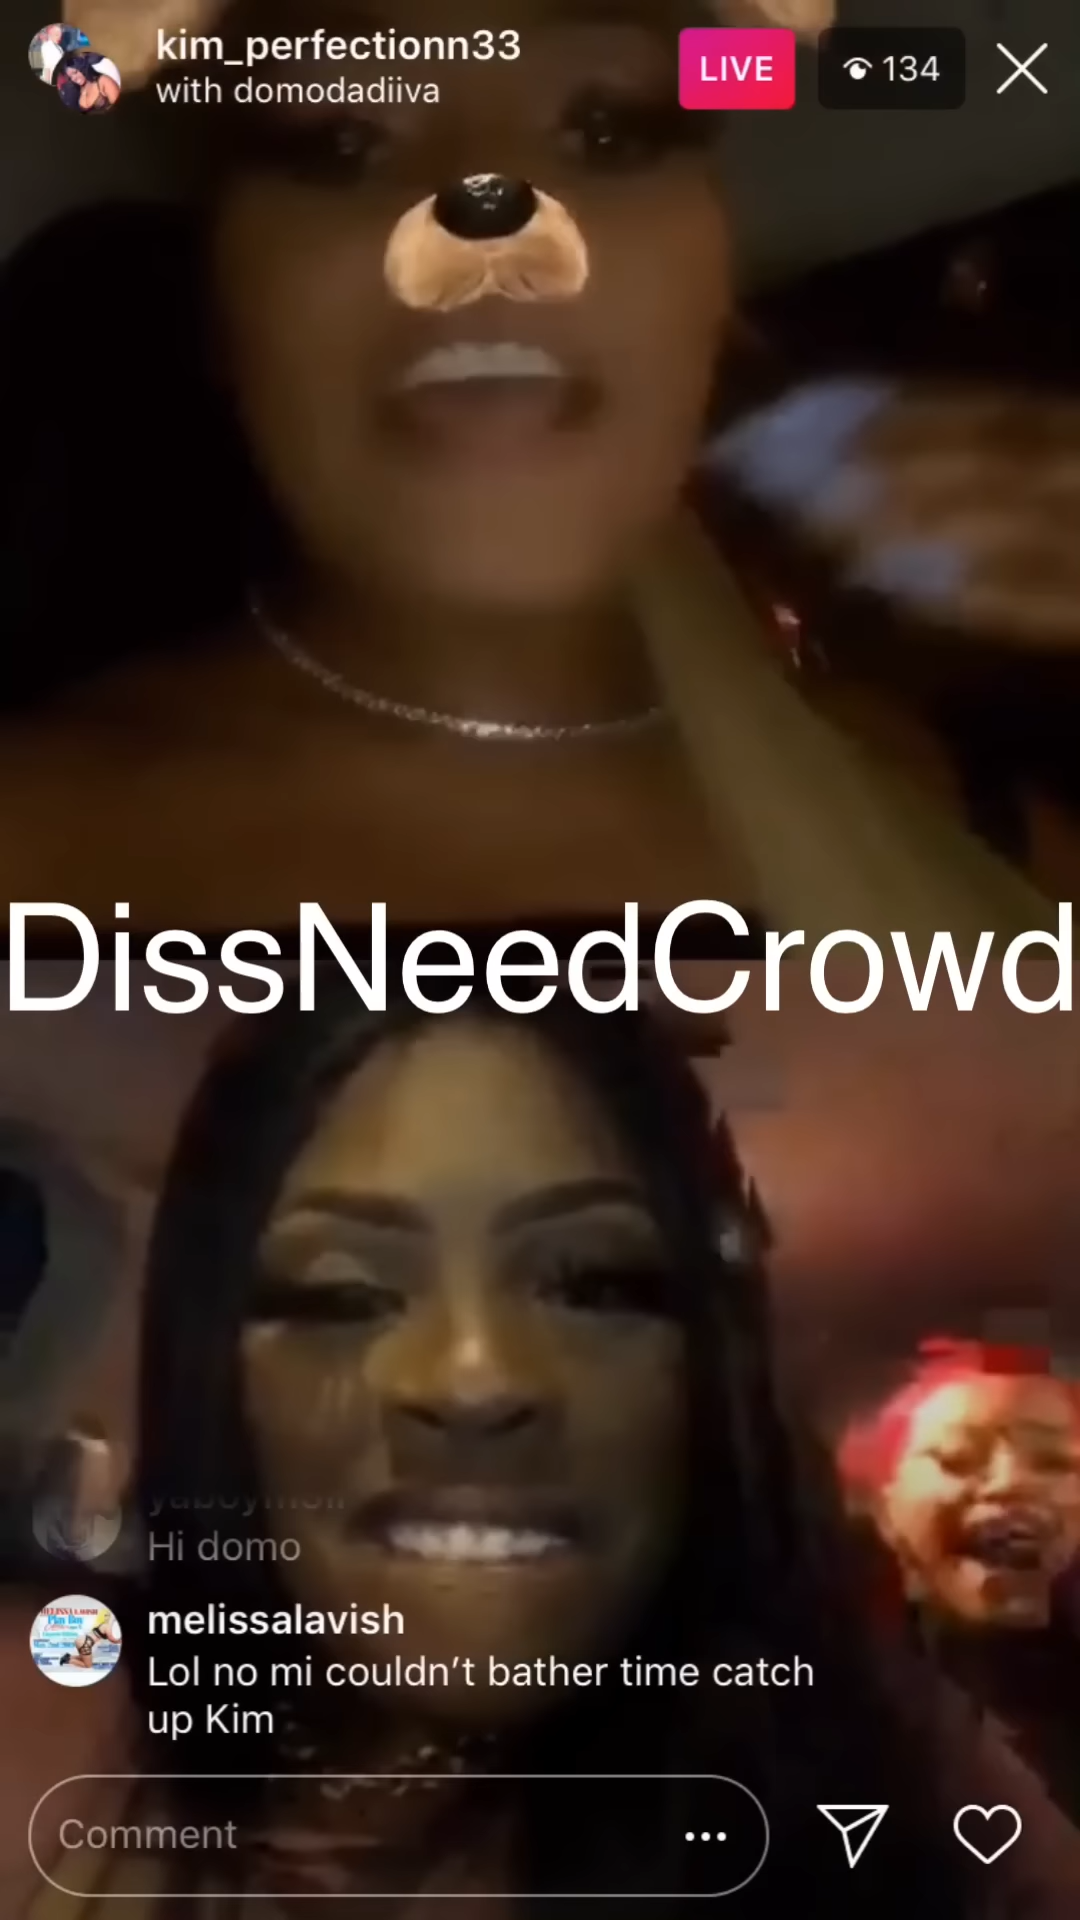 kim_perfectionn33
with domodadiiva
LIVE
134
DissNeedCrowd
Hi domo
melissalavish
Lol no mi couldn’t bather time catch
up Kim
Comment